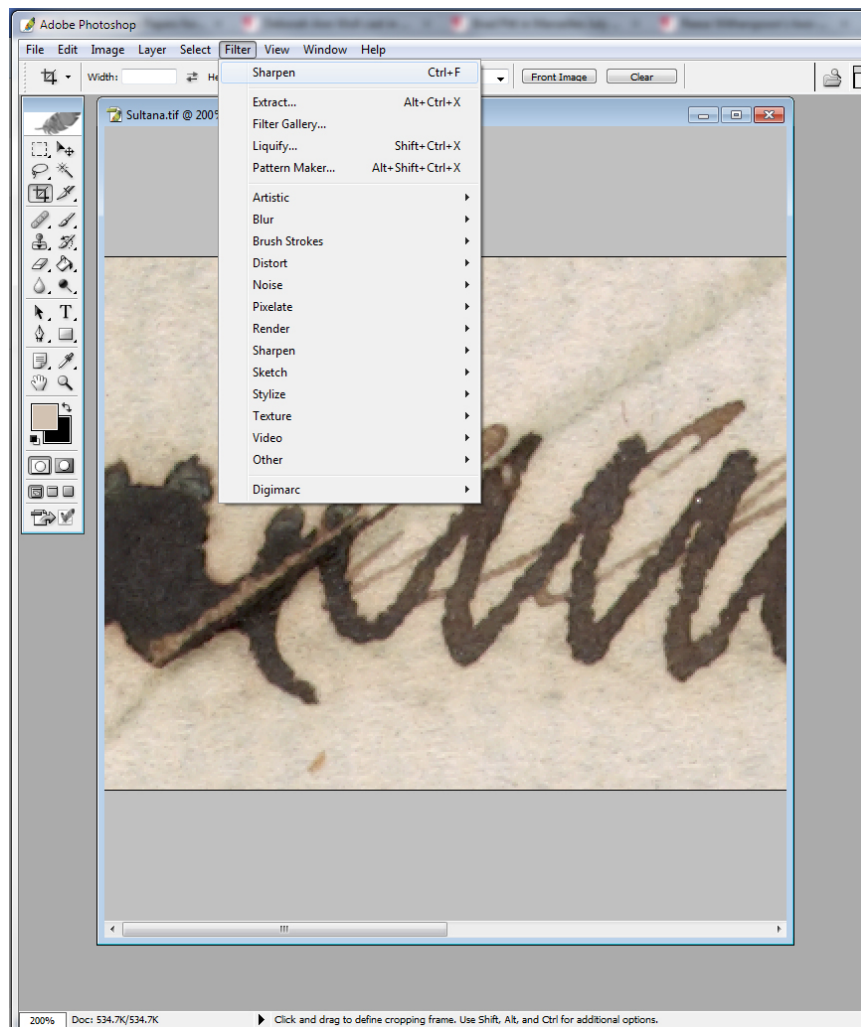 Adobe Photoshop
File Edit Image Layer Select Filter View Window Help
Width: He Front Image Clear
Sultana.tif @ 200%
Sharpen Ctrl+F
Extract... Alt+Ctrl+X
Filter Gallery...
Liquify... Shift+Ctrl+X
Pattern Maker... Alt+Shift+Ctrl+X
Artistic
Blur
Brush Strokes
Distort
Noise
Pixelate
Render
Sharpen
Sketch
Stylize
Texture
Video
Other
Digimarc
200% Doc: 534.7K/534.7K Click and drag to define cropping frame. Use Shift, Alt, and Ctrl for additional options.